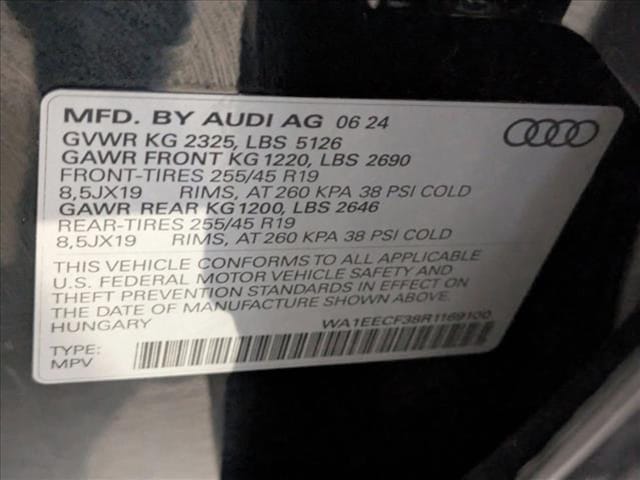 MFD. BY AUDI AG 06 24
GVWR KG 2325, LBS 5126
GAWR FRONT KG 1220, LBS 2690
FRONT-TIRES 255/45 R19
8,5JX19 RIMS, AT 260 KPA 38 PSI COLD
GAWR REAR KG 1200, LBS 2646
REAR-TIRES 255/45 R19
8,5JX19 RIMS, AT 260 KPA 38 PSI COLD
THIS VEHICLE CONFORMS TO ALL APPLICABLE
U.S. FEDERAL MOTOR VEHICLE SAFETY AND
THEFT PREVENTION STANDARDS IN EFFECT ON
THE DATE OF MANUFACTURE SHOWN ABOVE.
HUNGARY WA1EECF38R1169100
TYPE:
MPV